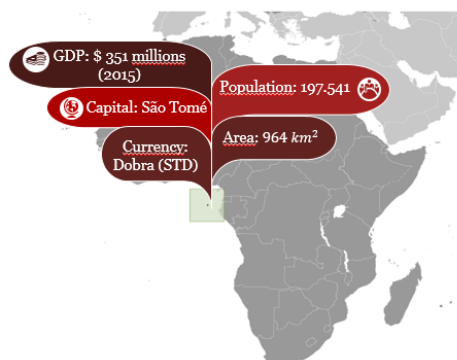 GDP: $ 351 millions
(2015)
Population: 197.541
Capital: São Tomé
Currency:
Dobra (STD)
Area: 964 km²